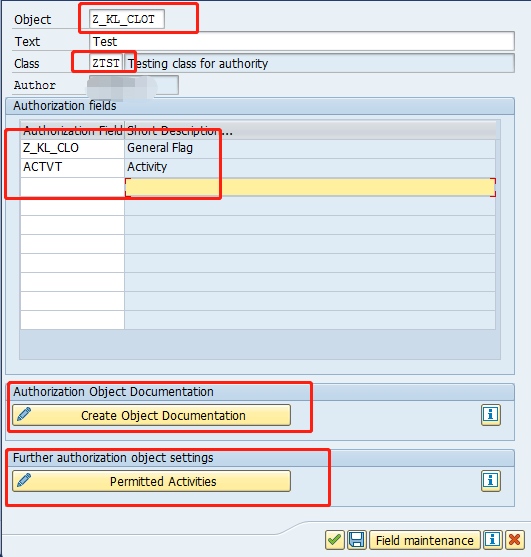 Object Z_KL_CLOT
Text Test
Class ZTST Testing class for authority
Author
Authorization fields
Authorization Field Short Description...
Z_KL_CLO General Flag
ACTVT Activity
Authorization Object Documentation
Create Object Documentation
Further authorization object settings
Permitted Activities
Field maintenance